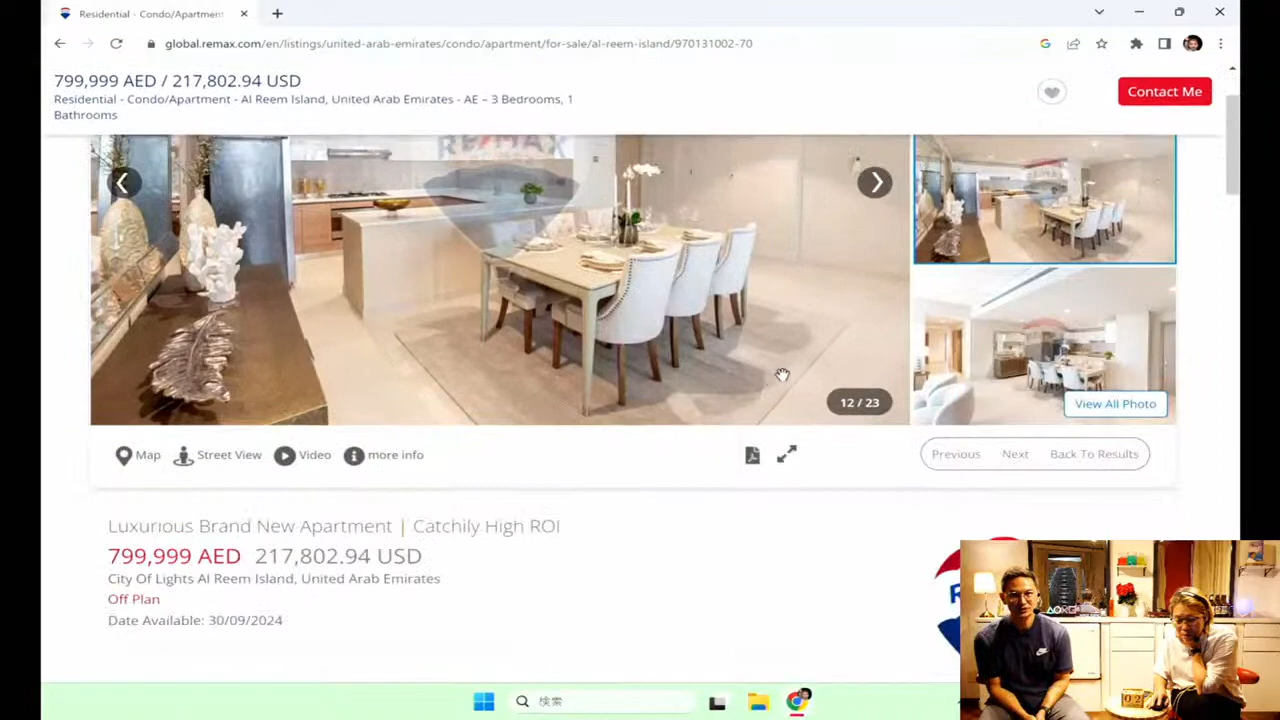 Residential - Condo/Apartment
global.remax.com/en/listings/united-arab-emirates/condo/apartment/for-sale/al-reem-island/970131002-70
799,999 AED / 217,802.94 USD
Residential - Condo/Apartment - Al Reem Island, United Arab Emirates - AE – 3 Bedrooms, 1
Bathrooms
Contact Me
RE/MAX
12 / 23
View All Photo
Map
Street View
Video
more info
Previous
Next
Back To Results
Luxurious Brand New Apartment | Catchily High ROI
799,999 AED 217,802.94 USD
City Of Lights Al Reem Island, United Arab Emirates
Off Plan
Date Available: 30/09/2024
検索